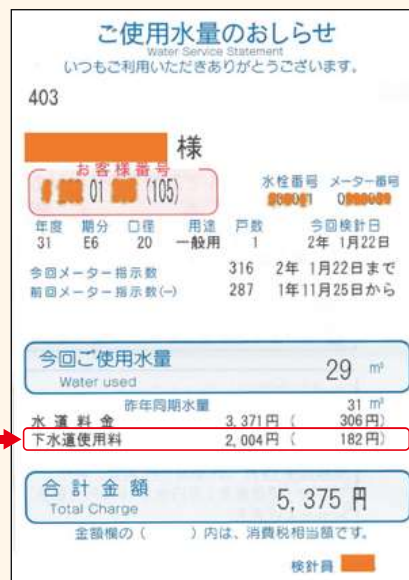 ご使用水量のおしらせ
Water Service Statement
いつもご利用いただきありがとうございます。
403
様
お客様番号
01 (105)
水栓番号 メーター番号
年度 期分 口径 用途 戸数 今回検針日
31 E6 20 一般用 1 2年 1月22日
今回メーター指示数 316 2年 1月22日まで
前回メーター指示数(−) 287 1年11月25日から
今回ご使用水量 29 m³
Water used
昨年同期水量 31 m³
水道料金 3,371円 ( 306円)
下水道使用料 2,004円 ( 182円)
合計金額 5,375円
Total Charge
金額欄の( )内は、消費税相当額です。
検針員